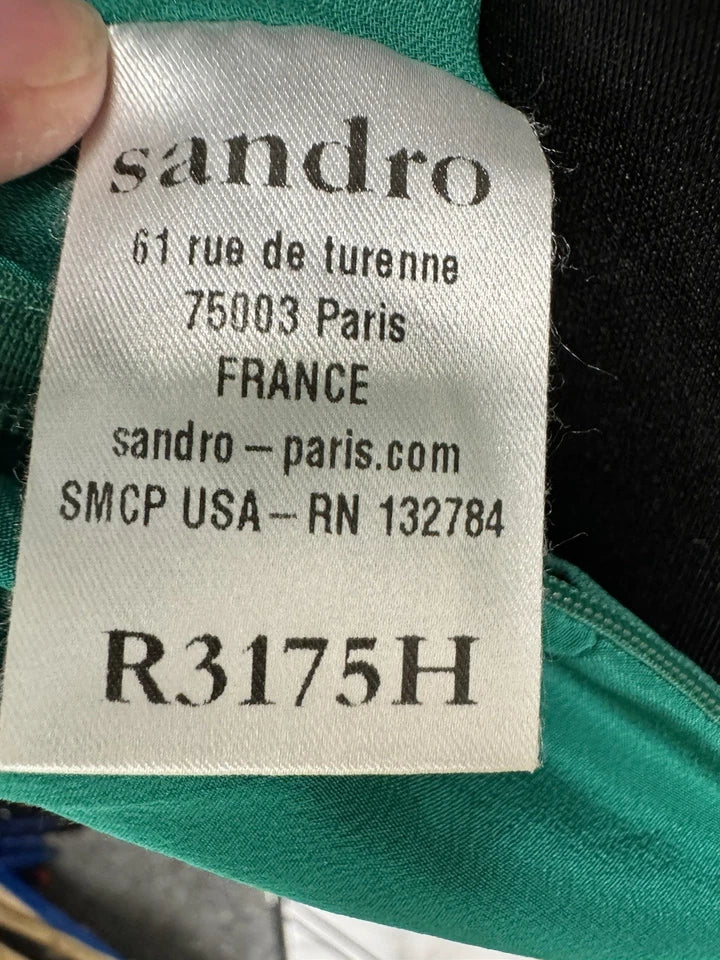 sandro
61 rue de turenne
75003 Paris
FRANCE
sandro – paris.com
SMCP USA – RN 132784
R3175H